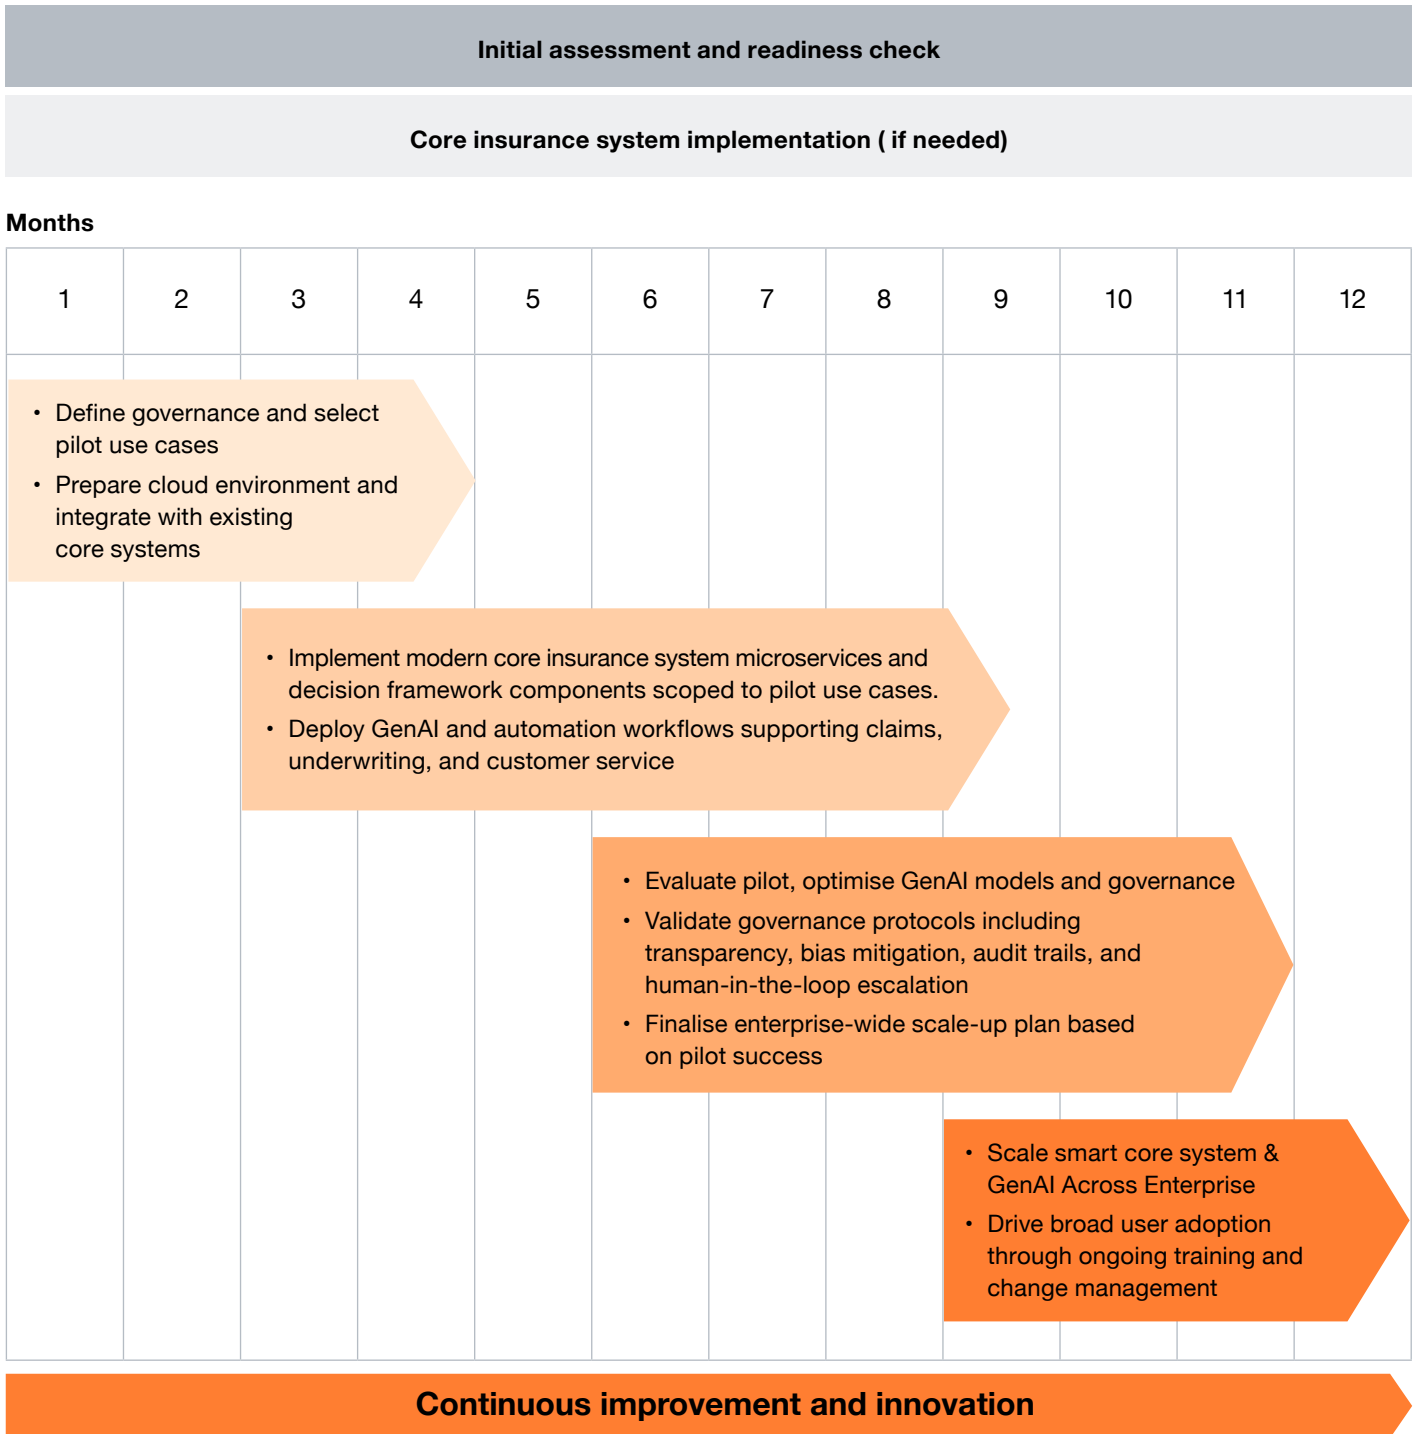 Initial assessment and readiness check
Core insurance system implementation ( if needed)
Months
1 2 3 4 5 6 7 8 9 10 11 12
• Define governance and select
pilot use cases
• Prepare cloud environment and
integrate with existing
core systems
• Implement modern core insurance system microservices and
decision framework components scoped to pilot use cases.
• Deploy GenAI and automation workflows supporting claims,
underwriting, and customer service
• Evaluate pilot, optimise GenAI models and governance
• Validate governance protocols including
transparency, bias mitigation, audit trails, and
human-in-the-loop escalation
• Finalise enterprise-wide scale-up plan based
on pilot success
• Scale smart core system &
GenAI Across Enterprise
• Drive broad user adoption
through ongoing training and
change management
Continuous improvement and innovation